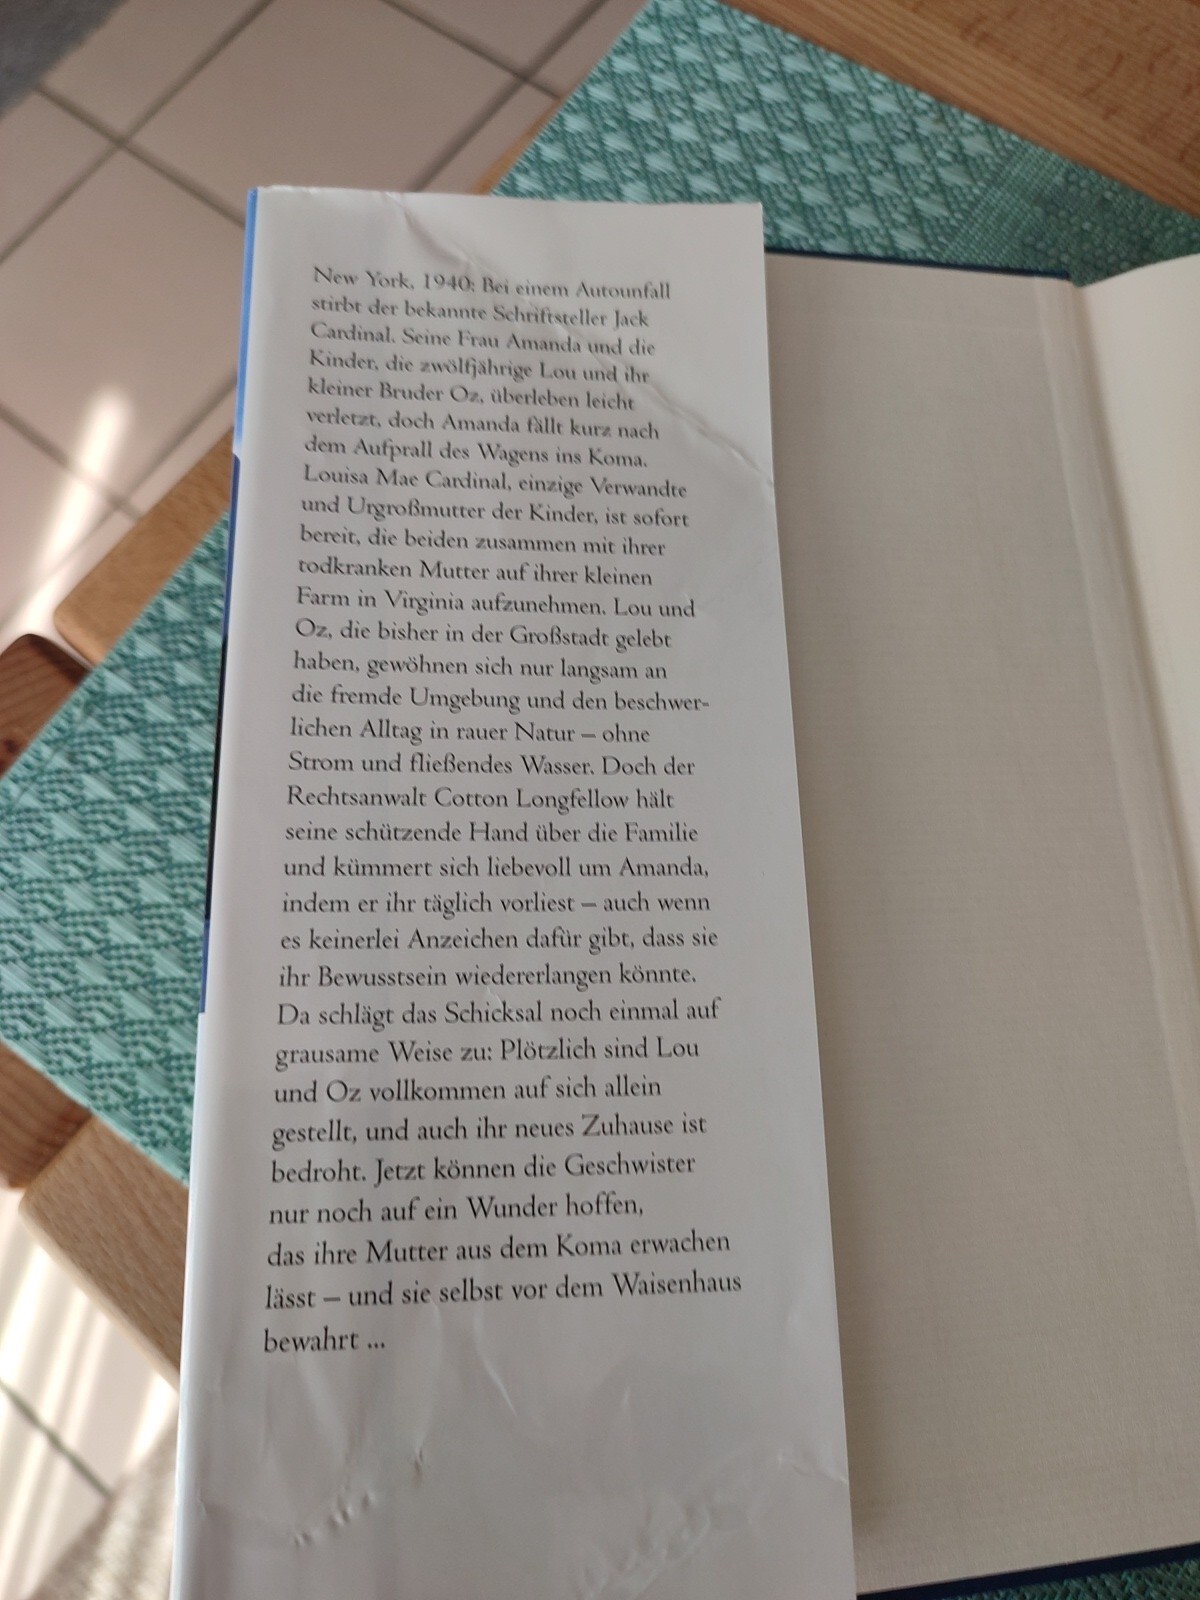 New York, 1940: Bei einem Autounfall
stirbt der bekannte Schriftsteller Jack
Cardinal. Seine Frau Amanda und die
Kinder, die zwölfjährige Lou und ihr
kleiner Bruder Oz, überleben leicht
verletzt, doch Amanda fällt kurz nach
dem Aufprall des Wagens ins Koma.
Louisa Mae Cardinal, einzige Verwandte
und Urgroßmutter der Kinder, ist sofort
bereit, die beiden zusammen mit ihrer
todkranken Mutter auf ihrer kleinen
Farm in Virginia aufzunehmen. Lou und
Oz, die bisher in der Großstadt gelebt
haben, gewöhnen sich nur langsam an
die fremde Umgebung und den beschwer-
lichen Alltag in rauer Natur – ohne
Strom und fließendes Wasser. Doch der
Rechtsanwalt Cotton Longfellow hält
seine schützende Hand über die Familie
und kümmert sich liebevoll um Amanda,
indem er ihr täglich vorliest – auch wenn
es keinerlei Anzeichen dafür gibt, dass sie
ihr Bewusstsein wiedererlangen könnte.
Da schlägt das Schicksal noch einmal auf
grausame Weise zu: Plötzlich sind Lou
und Oz vollkommen auf sich allein
gestellt, und auch ihr neues Zuhause ist
bedroht. Jetzt können die Geschwister
nur noch auf ein Wunder hoffen,
das ihre Mutter aus dem Koma erwachen
lässt – und sie selbst vor dem Waisenhaus
bewahrt ...